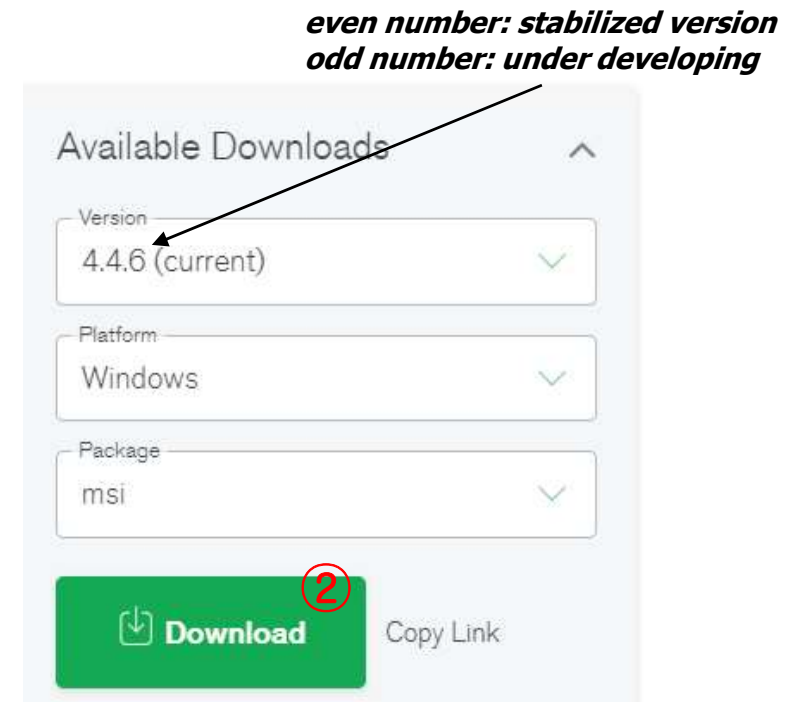 even number: stabilized version
odd number: under developing
Available Downloads
Version
4.4.6 (current)
Platform
Windows
Package
msi
②
Download
Copy Link